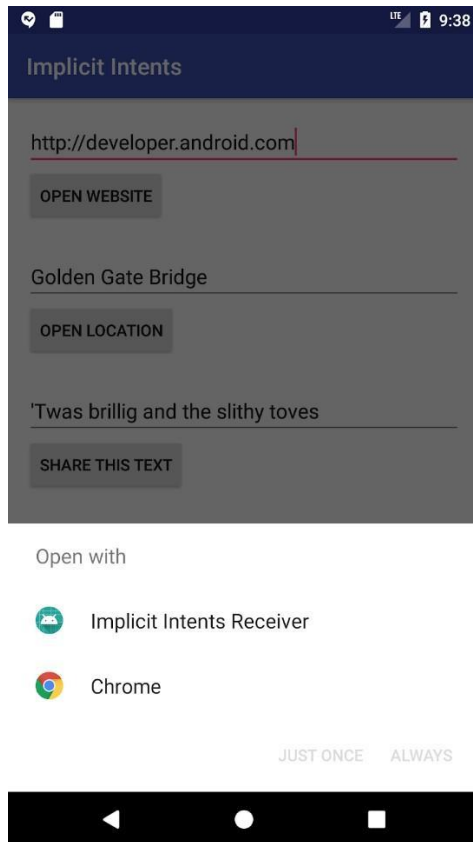 LTE 9:38
Implicit Intents
http://developer.android.com
OPEN WEBSITE
Golden Gate Bridge
OPEN LOCATION
'Twas brillig and the slithy toves
SHARE THIS TEXT
Open with
Implicit Intents Receiver
Chrome
JUST ONCE ALWAYS